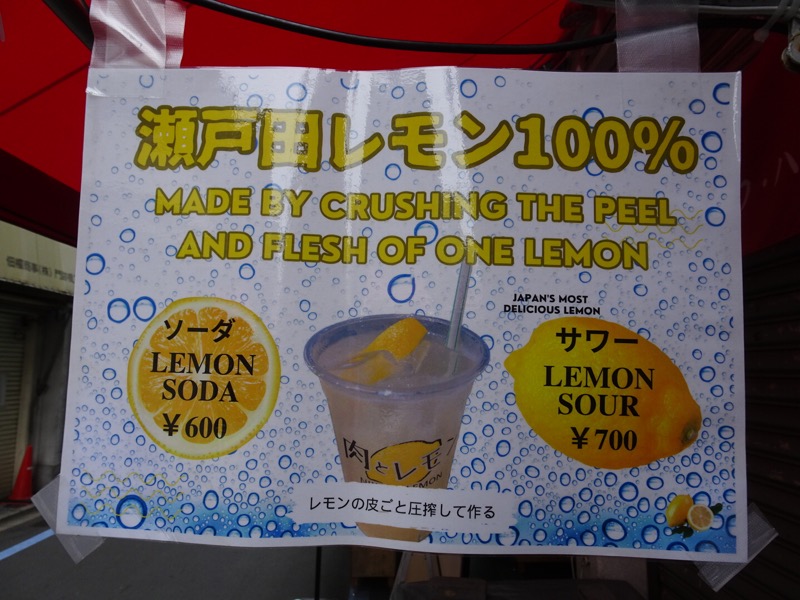 瀬戸田レモン100%
MADE BY CRUSHING THE PEEL
AND FLESH OF ONE LEMON
JAPAN'S MOST
DELICIOUS LEMON
ソーダ
LEMON
SODA
¥600
サワー
LEMON
SOUR
¥700
肉とレモン
レモンの皮ごと圧搾して作る